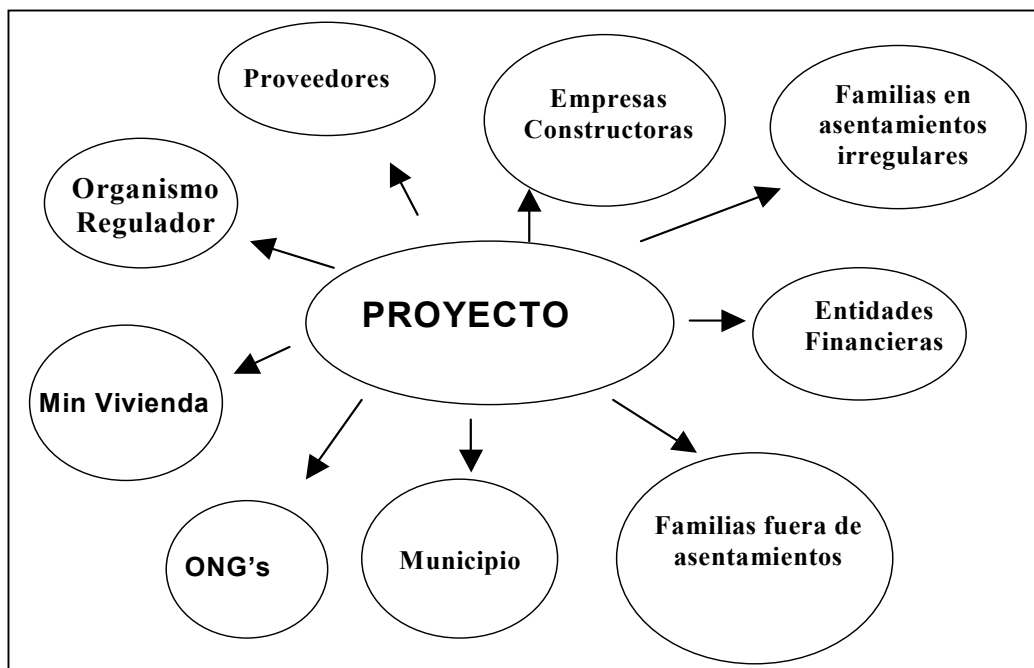 Proveedores
Empresas
Constructoras
Familias en
asentamientos
irregulares
Organismo
Regulador
PROYECTO
Entidades
Financieras
Min Vivienda
ONG’s
Municipio
Familias fuera de
asentamientos